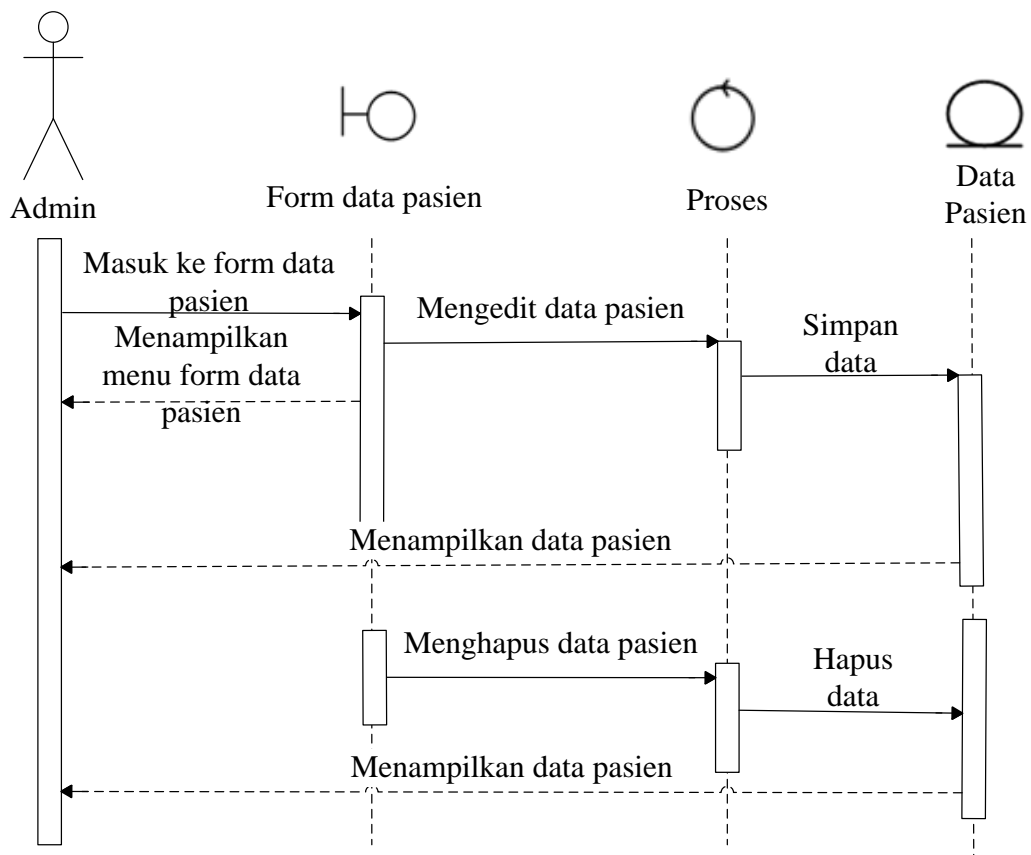 Admin
Form data pasien
Proses
Data
Pasien
Masuk ke form data
pasien
Mengedit data pasien
Simpan
data
Menampilkan
menu form data
pasien
Menampilkan data pasien
Menghapus data pasien
Hapus
data
Menampilkan data pasien